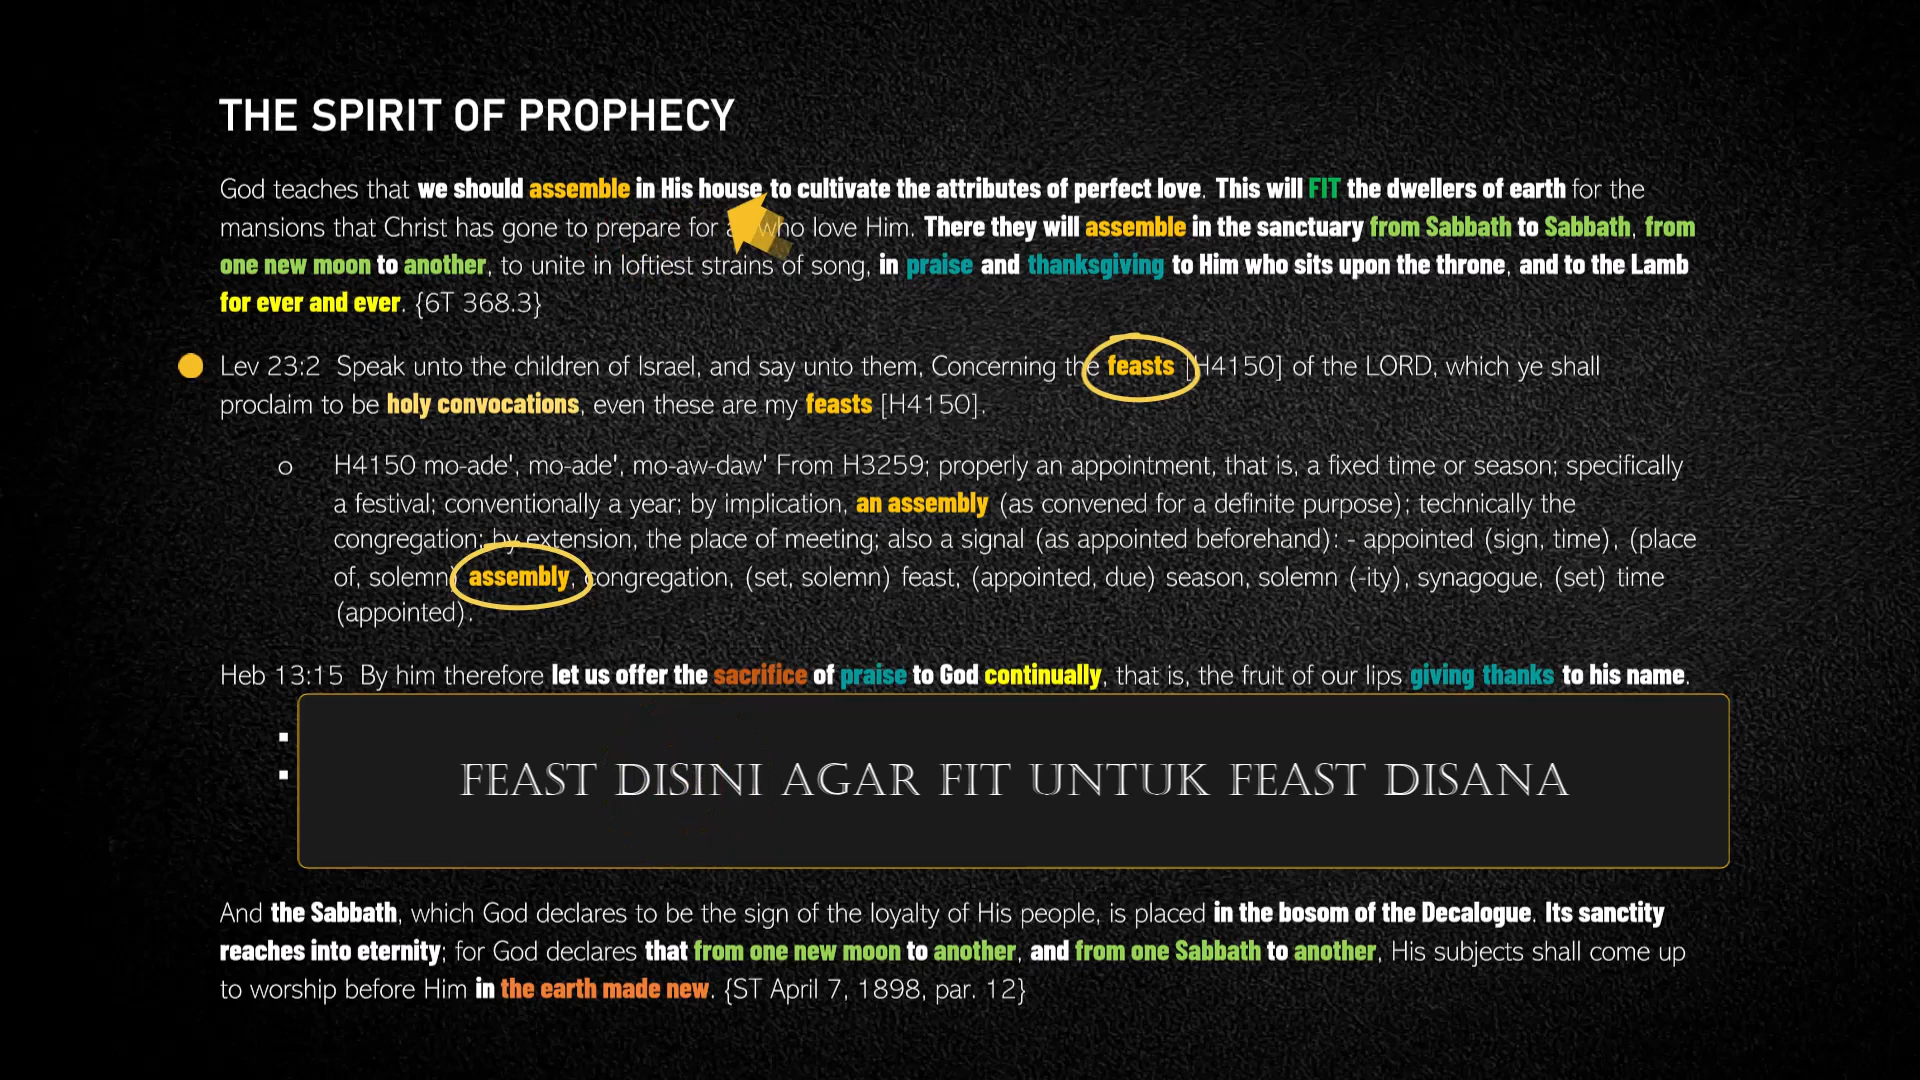 THE SPIRIT OF PROPHECY
God teaches that we should assemble in His house to cultivate the attributes of perfect love. This will FIT the dwellers of earth for the
mansions that Christ has gone to prepare for who love Him. There they will assemble in the sanctuary from Sabbath to Sabbath, from
one new moon to another, to unite in loftiest strains of song, in praise and thanksgiving to Him who sits upon the throne, and to the Lamb
for ever and ever. {6T 368.3}
Lev 23:2 Speak unto the children of Israel, and say unto them, Concerning the feasts [H4150] of the LORD, which ye shall
proclaim to be holy convocations, even these are my feasts [H4150].
o H4150 mo-ade', mo-ade', mo-aw-daw' From H3259; properly an appointment, that is, a fixed time or season; specifically
a festival; conventionally a year; by implication, an assembly (as convened for a definite purpose); technically the
congregation; by extension, the place of meeting; also a signal (as appointed beforehand): - appointed (sign, time), (place
of, solemn) assembly, congregation, (set, solemn) feast, (appointed, due) season, solemn (-ity), synagogue, (set) time
(appointed).
Heb 13:15 By him therefore let us offer the sacrifice of praise to God continually, that is, the fruit of our lips giving thanks to his name.
FEAST DISINI AGAR FIT UNTUK FEAST DISANA
And the Sabbath, which God declares to be the sign of the loyalty of His people, is placed in the bosom of the Decalogue. Its sanctity
reaches into eternity; for God declares that from one new moon to another, and from one Sabbath to another, His subjects shall come up
to worship before Him in the earth made new. {ST April 7, 1898, par. 12}